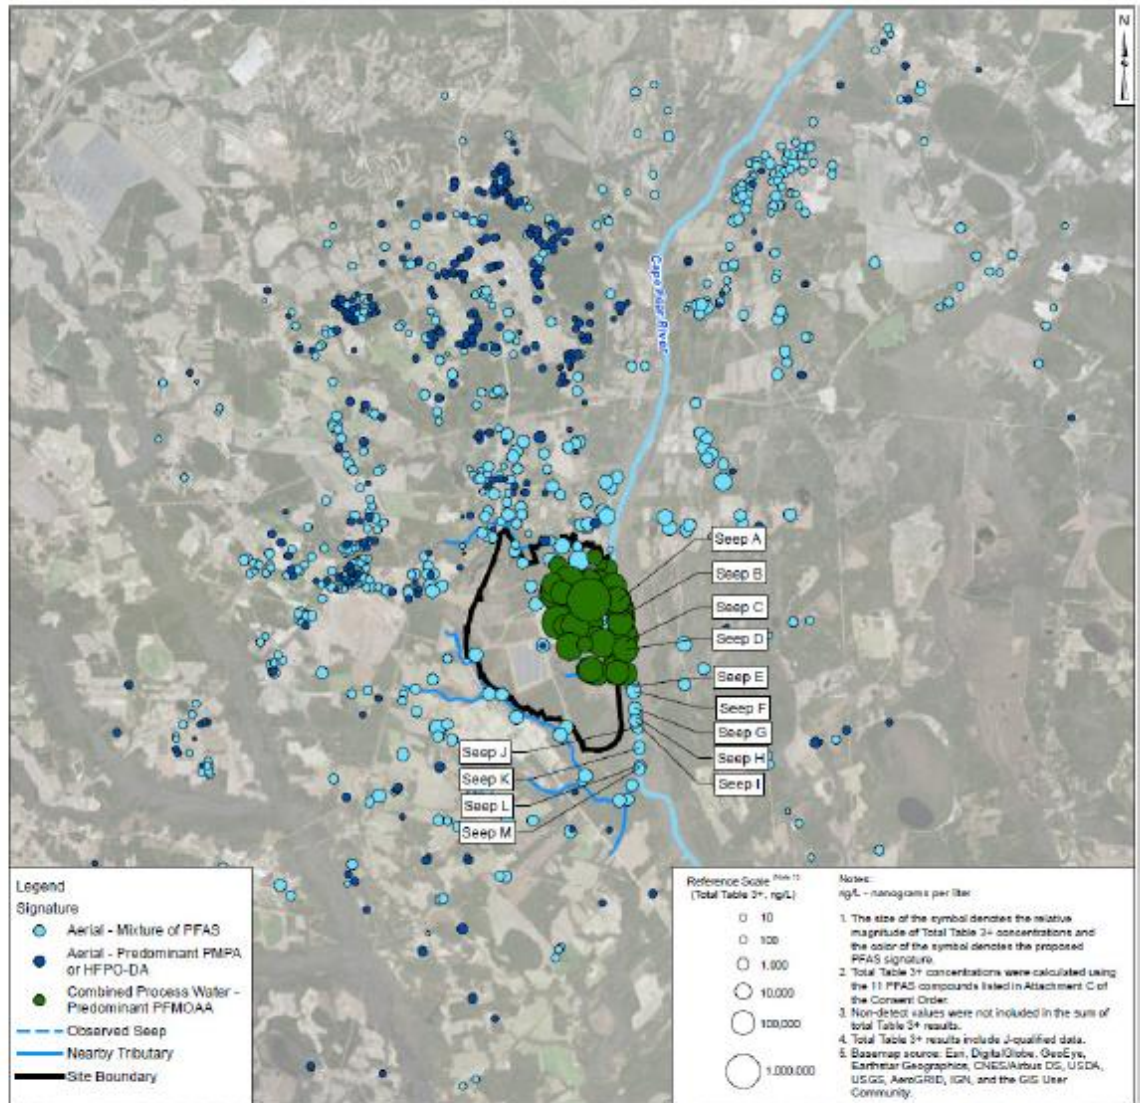 N
Cape Fear River
Seep A
Seep B
Seep C
Seep D
Seep E
Seep F
Seep G
Seep H
Seep I
Seep J
Seep K
Seep L
Seep M
Legend
Signature
Aerial - Mixture of PFAS
Aerial - Predominant PMPA
or HFPO-DA
Combined Process Water -
Predominant PFMOAA
Observed Seep
Nearby Tributary
Site Boundary
Reference Scale
(Total Table 3+, ng/L)
10
100
1,000
10,000
100,000
1,000,000
Notes:
ng/L - nanograms per liter
1. The size of the symbol denotes the relative
magnitude of Total Table 3+ concentrations and
the color of the symbol denotes the proposed
PFAS signature.
2. Total Table 3+ concentrations were calculated using
the 11 PFAS compounds listed in Attachment C of
the Consent Order.
3. Non-detect values were not included in the sum of
total Table 3+ results.
4. Total Table 3+ results include J-qualified data.
5. Basemap source: Esri, DigitalGlobe, GeoEye,
Earthstar Geographics, CNES/Airbus DS, USDA,
USGS, AeroGRID, IGN, and the GIS User
Community.